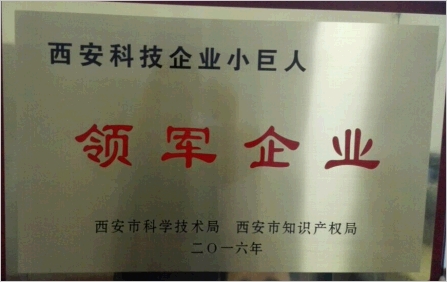 西安科技企业小巨人
领军企业
西安市科学技术局 西安市知识产权局
二〇一六年